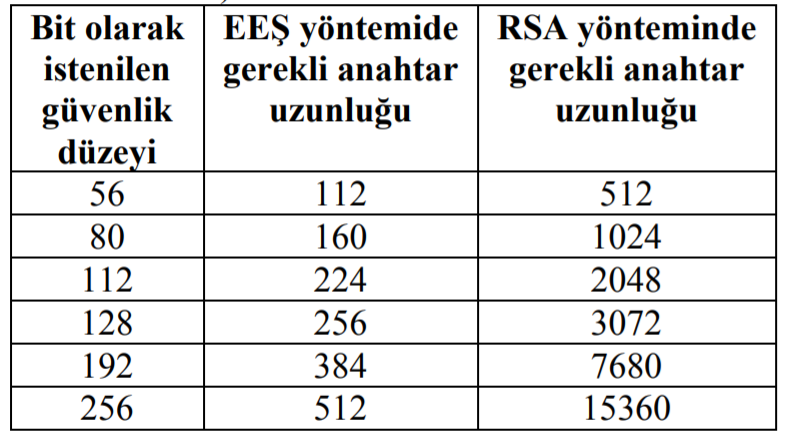 Bit olarak istenilen güvenlik düzeyi | EEŞ yöntemide gerekli anahtar uzunluğu | RSA yönteminde gerekli anahtar uzunluğu
56 | 112 | 512
80 | 160 | 1024
112 | 224 | 2048
128 | 256 | 3072
192 | 384 | 7680
256 | 512 | 15360